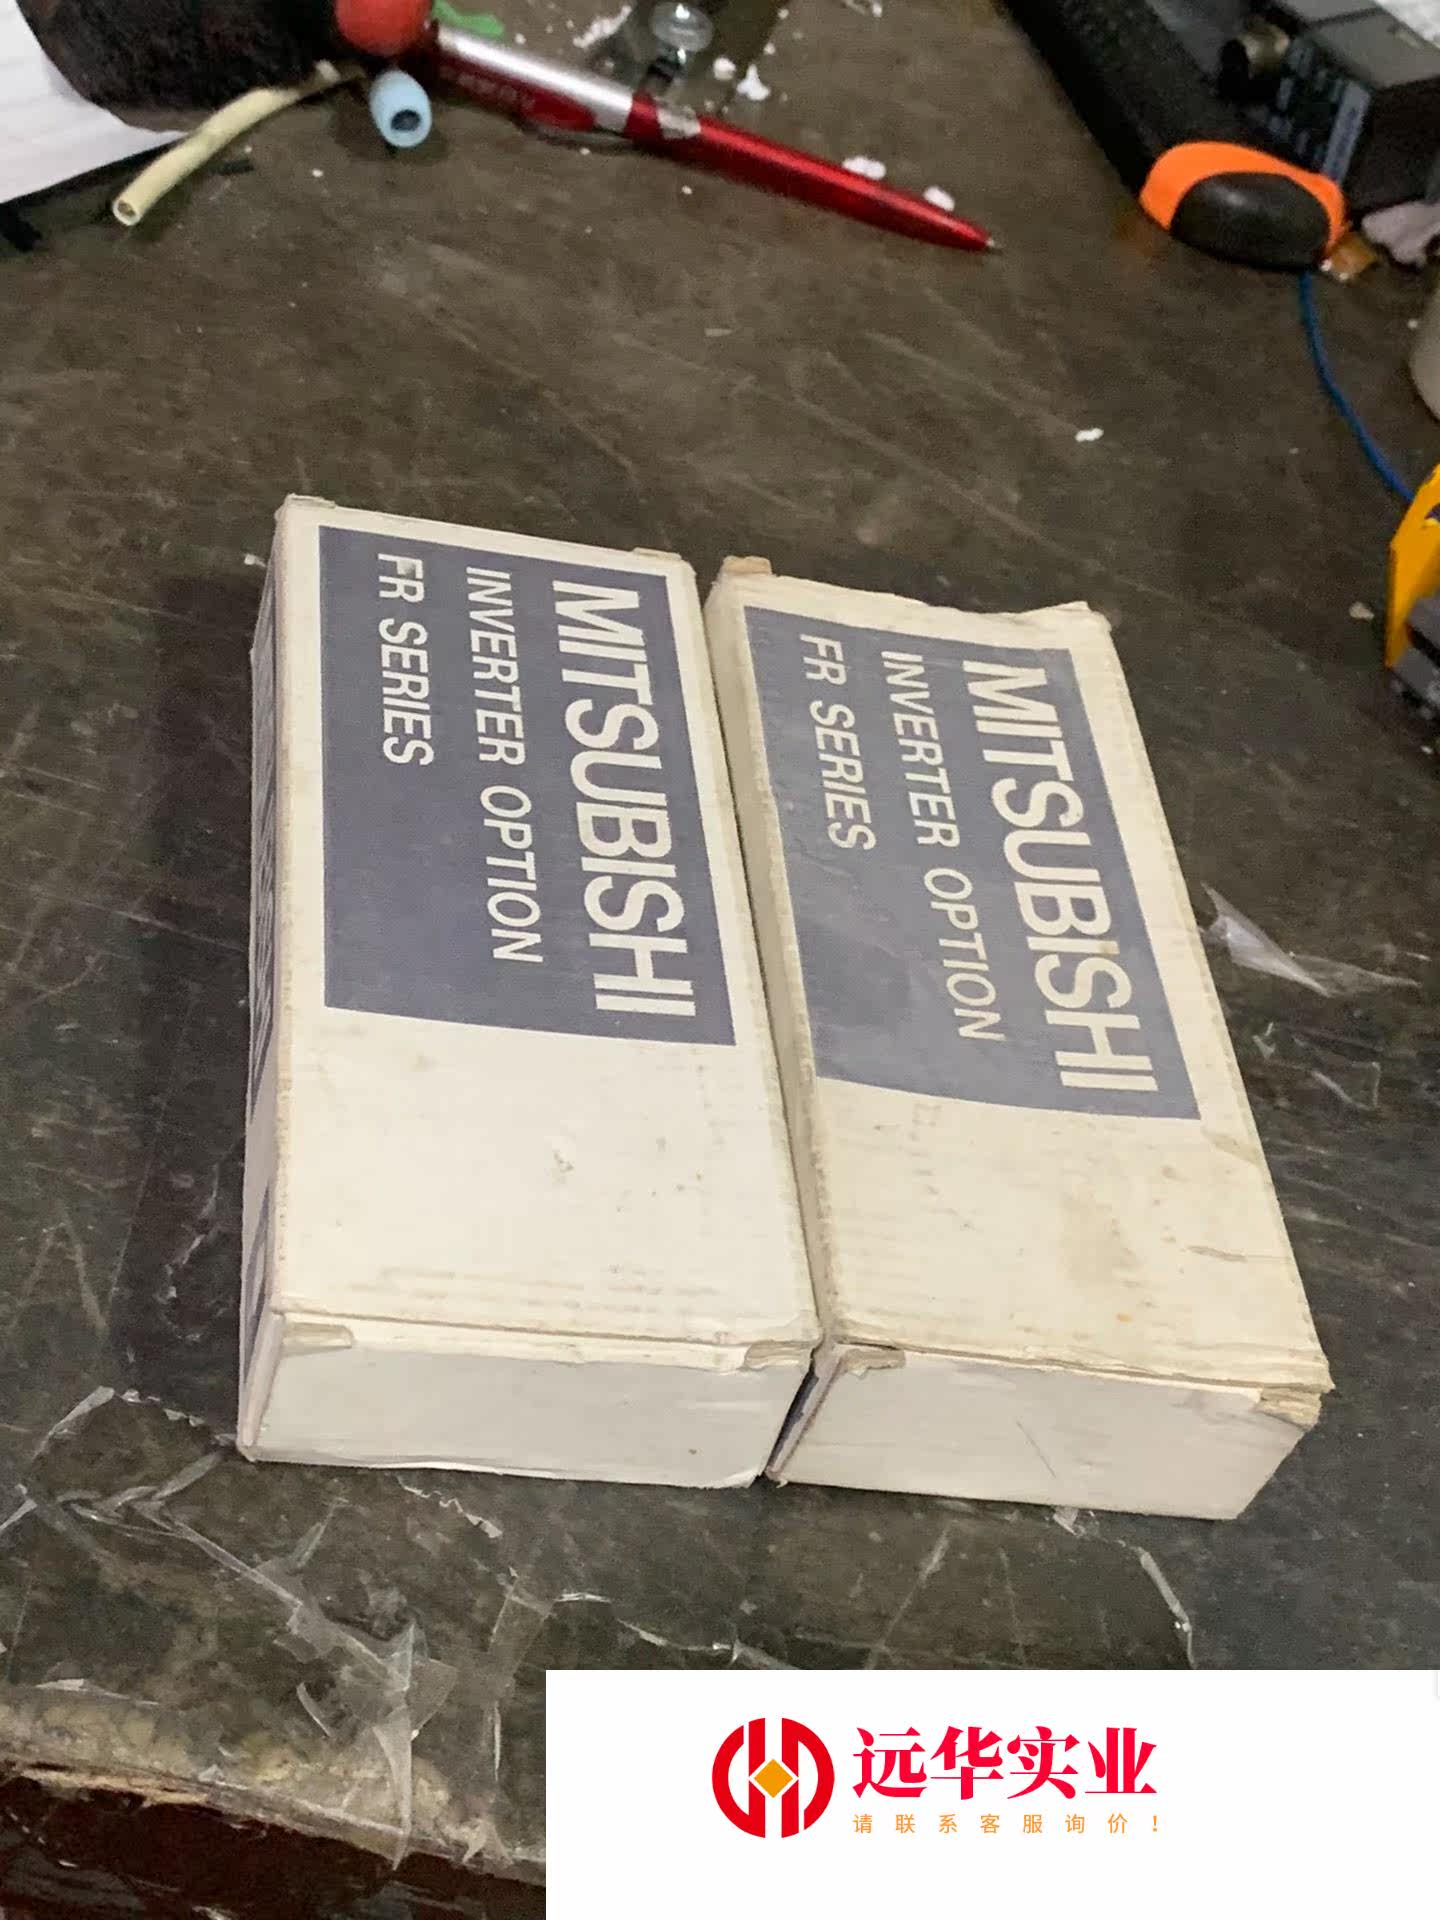 MITSUBISHI
INVERTER OPTION
FR SERIES
MITSUBISHI
INVERTER OPTION
FR SERIES
远华实业
请联系客服询价！